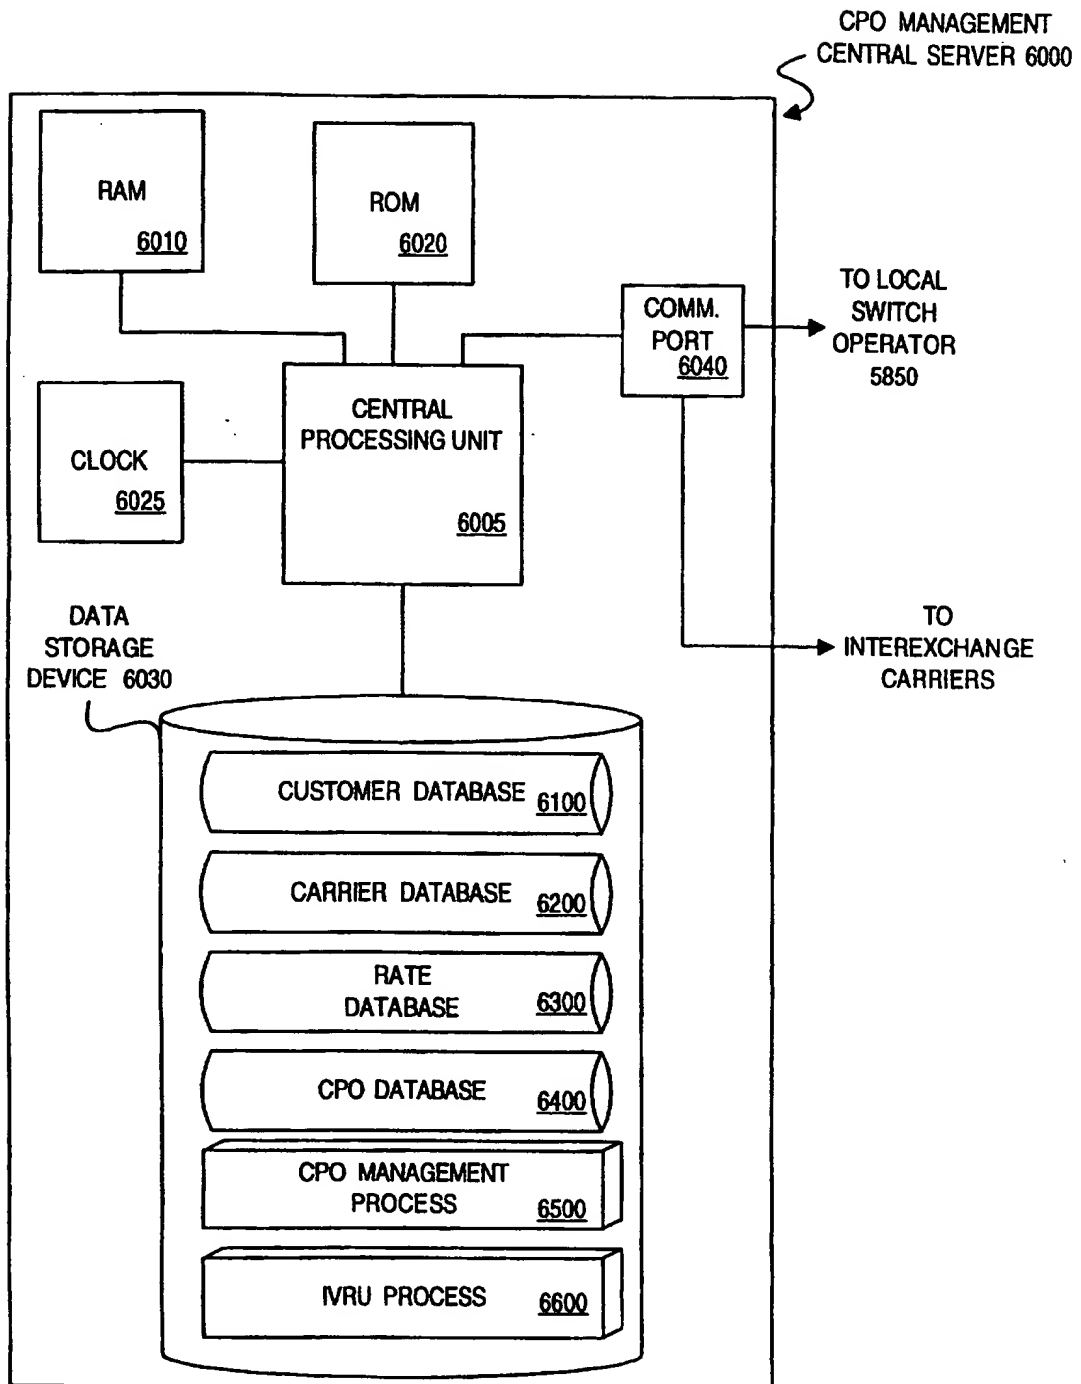 CPO MANAGEMENT
CENTRAL SERVER 6000
RAM
6010
ROM
6020
COMM.
PORT
6040
TO LOCAL
SWITCH
OPERATOR
5850
CENTRAL
PROCESSING UNIT
6005
CLOCK
6025
DATA
STORAGE
DEVICE 6030
TO
INTEREXCHANGE
CARRIERS
CUSTOMER DATABASE 6100
CARRIER DATABASE 6200
RATE
DATABASE 6300
CPO DATABASE 6400
CPO MANAGEMENT
PROCESS 6500
IVRU PROCESS 6600